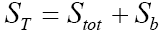 S_T = S_tot + S_b